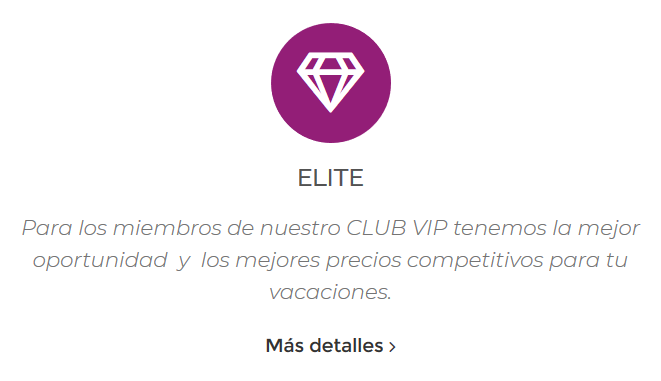 ELITE
Para los miembros de nuestro CLUB VIP tenemos la mejor
oportunidad  y  los mejores precios competitivos para tu
vacaciones.
Más detalles >